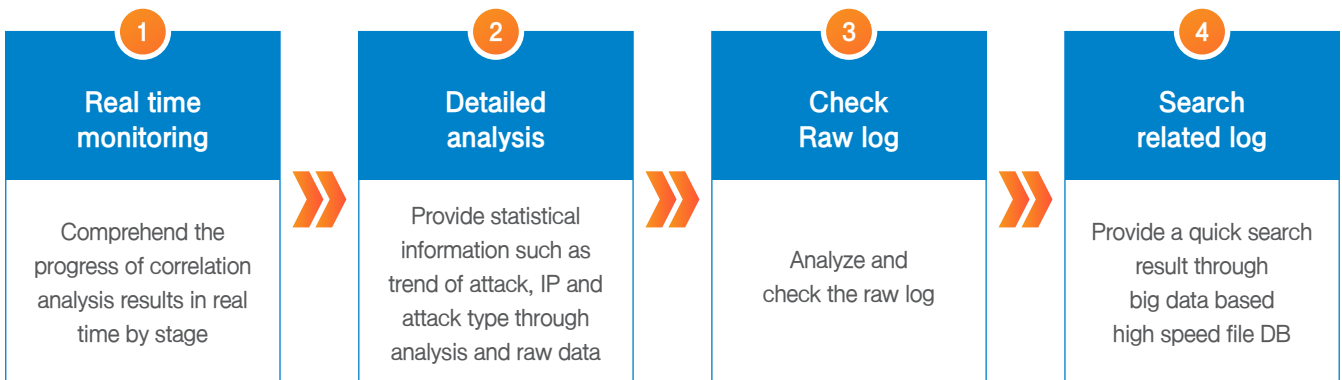 1
Real time
monitoring
Comprehend the
progress of correlation
analysis results in real
time by stage
2
Detailed
analysis
Provide statistical
information such as
trend of attack, IP and
attack type through
analysis and raw data
3
Check
Raw log
Analyze and
check the raw log
4
Search
related log
Provide a quick search
result through
big data based
high speed file DB